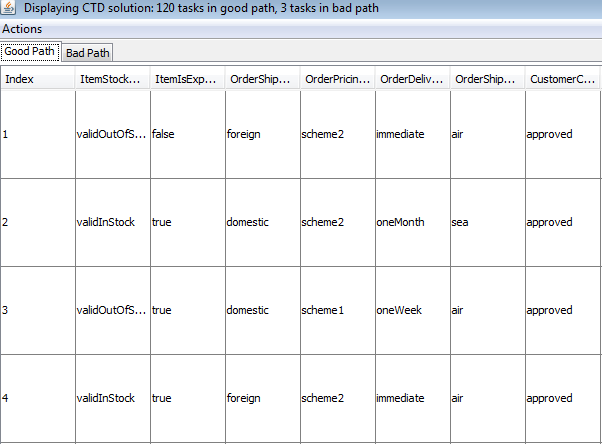 Displaying CTD solution: 120 tasks in good path, 3 tasks in bad path
Actions
Good Path Bad Path
Index ItemStock... ItemIsExp... OrderShip... OrderPricin... OrderDeliv... OrderShip... CustomerC...
1 validOutOfS... false foreign scheme2 immediate air approved
2 validInStock true domestic scheme2 oneMonth sea approved
3 validOutOfS... true domestic scheme1 oneWeek air approved
4 validInStock true foreign scheme2 immediate air approved